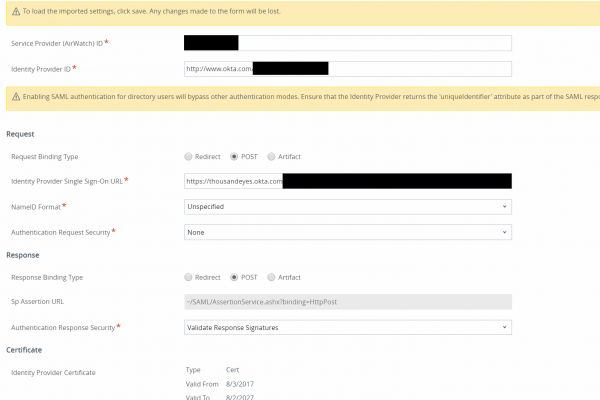 To load the imported settings, click save. Any changes made to the form will be lost.
Service Provider (AirWatch) ID *
Identity Provider ID * http://www.okta.com
Enabling SAML authentication for directory users will bypass other authentication modes. Ensure that the Identity Provider returns the 'uniqueIdentifier' attribute as part of the SAML respo
Request
Request Binding Type Redirect POST Artifact
Identity Provider Single Sign-On URL * https://thousandeyes.okta.com
NameID Format * Unspecified
Authentication Request Security * None
Response
Response Binding Type Redirect POST Artifact
Sp Assertion URL ~/SAML/AssertionService.ashx?binding=HttpPost
Authentication Response Security * Validate Response Signatures
Certificate
Identity Provider Certificate Type Cert
Valid From 8/3/2017
Valid To 8/2/2027